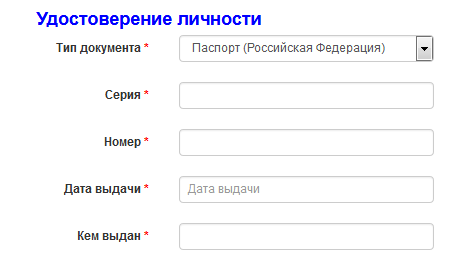 Удостоверение личности
Тип документа * Паспорт (Российская Федерация)
Серия *
Номер *
Дата выдачи * Дата выдачи
Кем выдан *